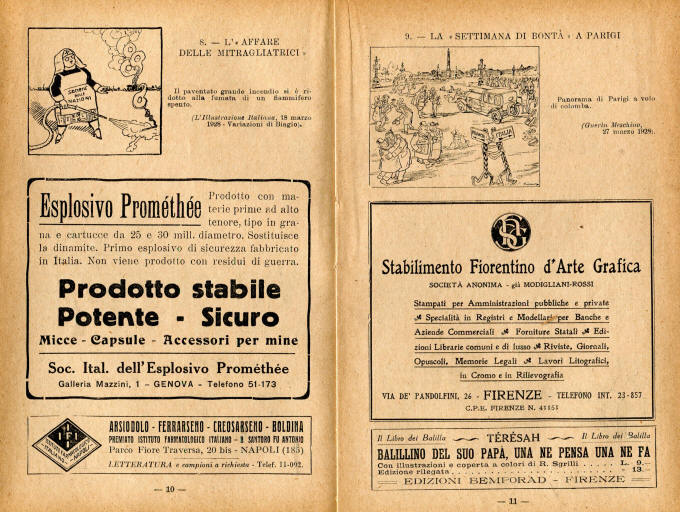 8. — L'« AFFARE
DELLE MITRAGLIATRICI »
SOCIETÀ
DELLE
NAZIONI
Il paventato grande incendio si è ri-
dotto alla fumata di un fiammifero
spento.
(L'Illustrazione Italiana, 18 marzo
1928 - Variazioni di Biagio).
Esplosivo Prométhée
Prodotto con ma-
terie prime ad alto
tenore, tipo in gra-
na e cartucce da 25 e 30 mill. diametro. Sostituisce
la dinamite. Primo esplosivo di sicurezza fabbricato
in Italia. Non viene prodotto con residui di guerra.
Prodotto stabile
Potente - Sicuro
Micce - Capsule - Accessori per mine
Soc. Ital. dell'Esplosivo Prométhée
Galleria Mazzini, 1 - GENOVA - Telefono 51-173
IFI
ANSIODOLO - FERRARSENO - CREOSARSENO - BOLDINA
PREMIATO ISTITUTO FARMACOLOGICO ITALIANO - D. SANTORO FU ANTONIO
Parco Fiore Traversa, 20 bis - NAPOLI (185)
LETTERATURA e campioni a richiesta - Telef. 11-092.
— 10 —
9. — LA « SETTIMANA DI BONTÀ » A PARIGI
ITALIA
Panorama di Parigi a volo
di colomba.
(Guerin Meschino,
27 marzo 1928).
Stabilimento Fiorentino d'Arte Grafica
SOCIETÀ ANONIMA - già MODIGLIANI-ROSSI
Stampati per Amministrazioni pubbliche e private
Specialità in Registri e Modellari per Banche e
Aziende Commerciali Forniture Statali Edi-
zioni Librarie comuni e di lusso Riviste, Giornali,
Opuscoli, Memorie Legali Lavori Litografici,
in Cromo e in Rilievografia
VIA DE' PANDOLFINI, 26 - FIRENZE - TELEFONO INT. 23-857
C.P.E. FIRENZE N. 41151
Il Libro dei Balilla TÉRÉSAH Il Libro dei Balilla
BALILLINO DEL SUO PAPÀ, UNA NE PENSA UNA NE FA
Con illustrazioni e coperta a colori di R. Sgrilli . . . . . L. 9.—
Edizione rilegata . . . . . . . . . . » 13.—
EDIZIONI BEMPORAD - FIRENZE
— 11 —